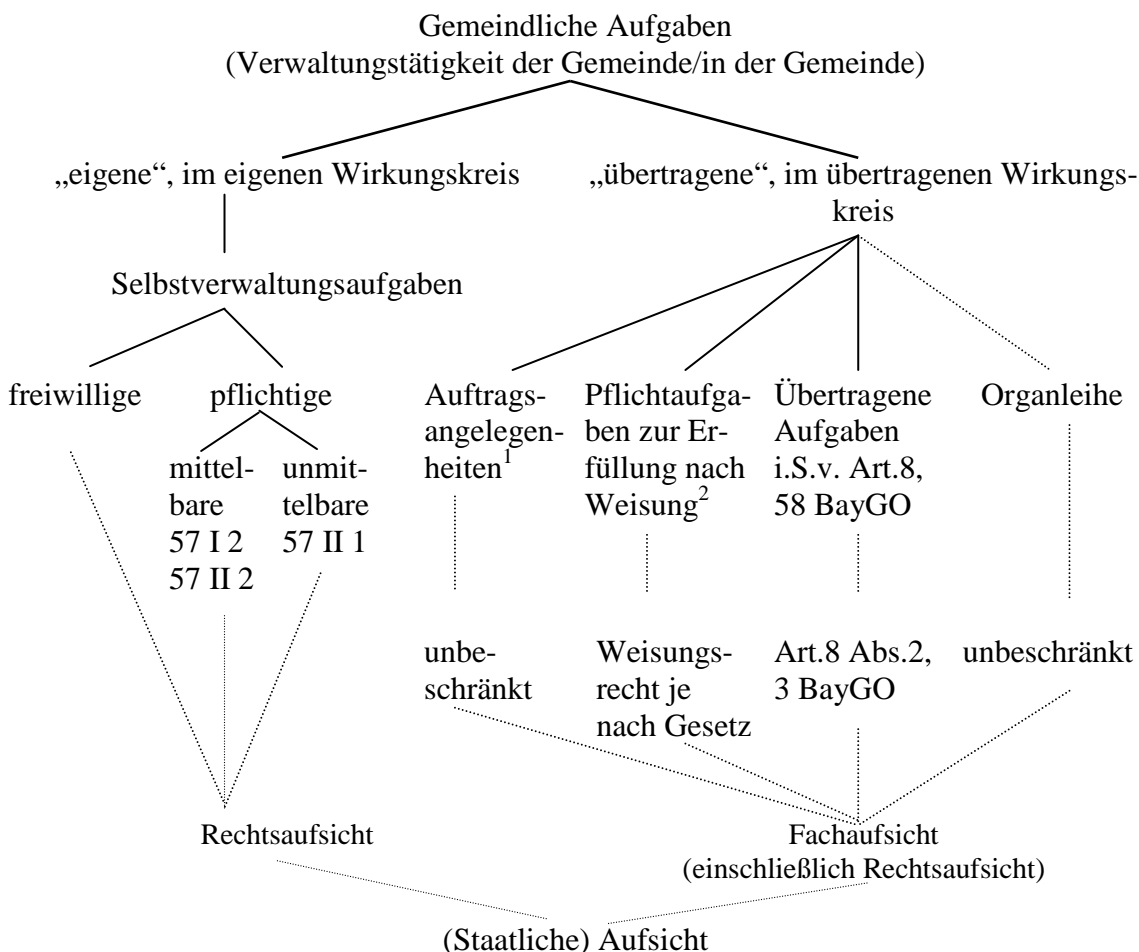 Gemeindliche Aufgaben
(Verwaltungstätigkeit der Gemeinde/in der Gemeinde)
„eigene“, im eigenen Wirkungskreis
„übertragene“, im übertragenen Wirkungs-
kreis
Selbstverwaltungsaufgaben
freiwillige
pflichtige
mittel-
bare
57 I 2
57 II 2
unmit-
telbare
57 II 1
Auftrags-
angelegen-
heiten1
Pflichtaufga-
ben zur Er-
füllung nach
Weisung2
Übertragene
Aufgaben
i.S.v. Art.8,
58 BayGO
Organleihe
unbe-
schränkt
Weisungs-
recht je
nach Gesetz
Art.8 Abs.2,
3 BayGO
unbeschränkt
Rechtsaufsicht
Fachaufsicht
(einschließlich Rechtsaufsicht)
(Staatliche) Aufsicht